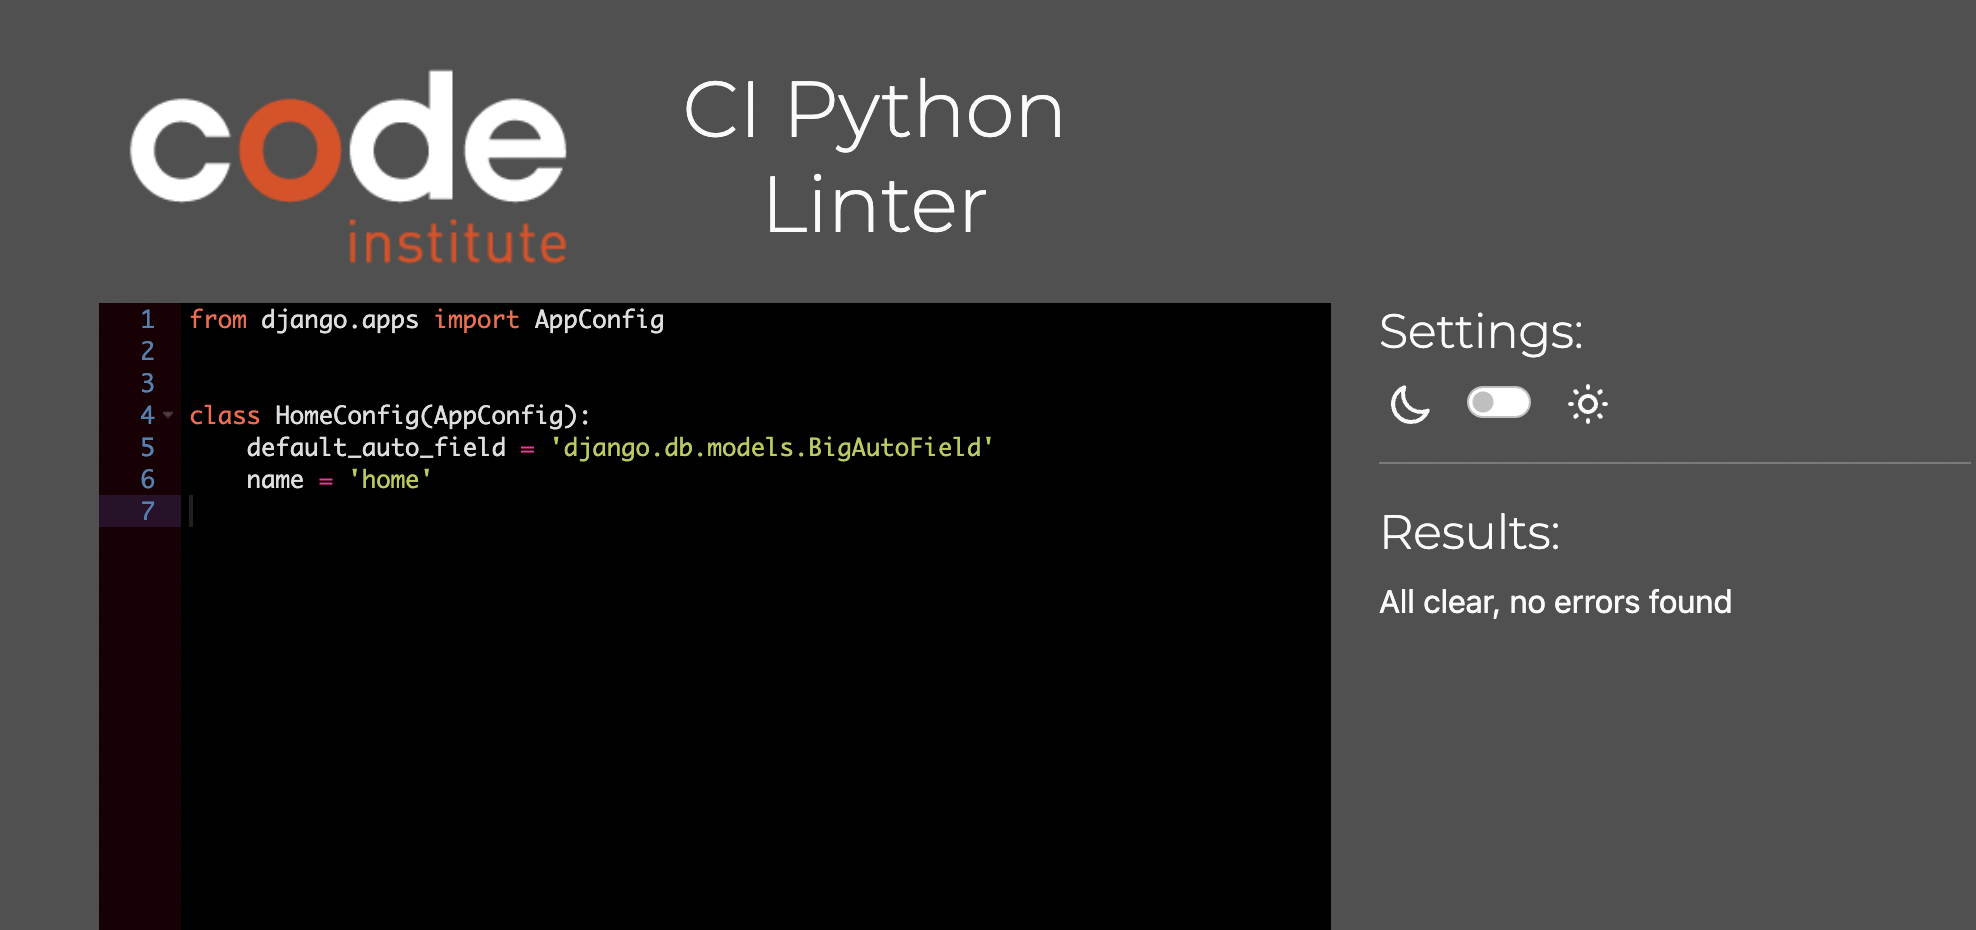 code
institute
CI Python
Linter
1 from django.apps import AppConfig
2
3
4 class HomeConfig(AppConfig):
5     default_auto_field = 'django.db.models.BigAutoField'
6     name = 'home'
7
Settings:
Results:
All clear, no errors found